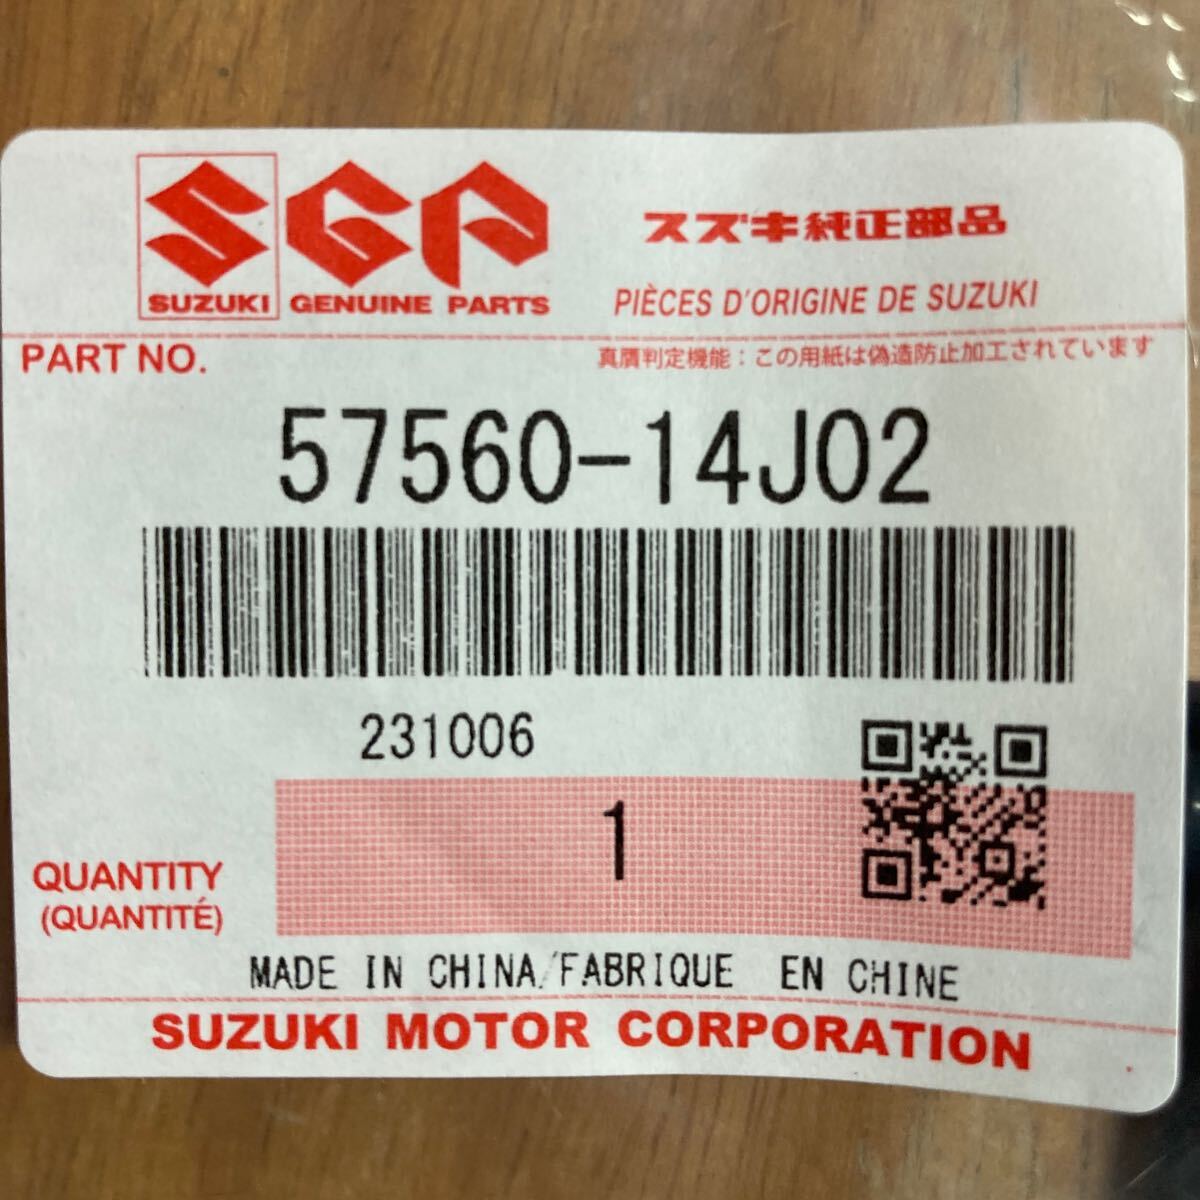 SGP
SUZUKI GENUINE PARTS
スズキ純正部品
PIÈCES D'ORIGINE DE SUZUKI
PART NO.
真贋判定機能：この用紙は偽造防止加工されています
57560-14J02
231006
1
QUANTITY
(QUANTITÉ)
MADE IN CHINA/FABRIQUE EN CHINE
SUZUKI MOTOR CORPORATION